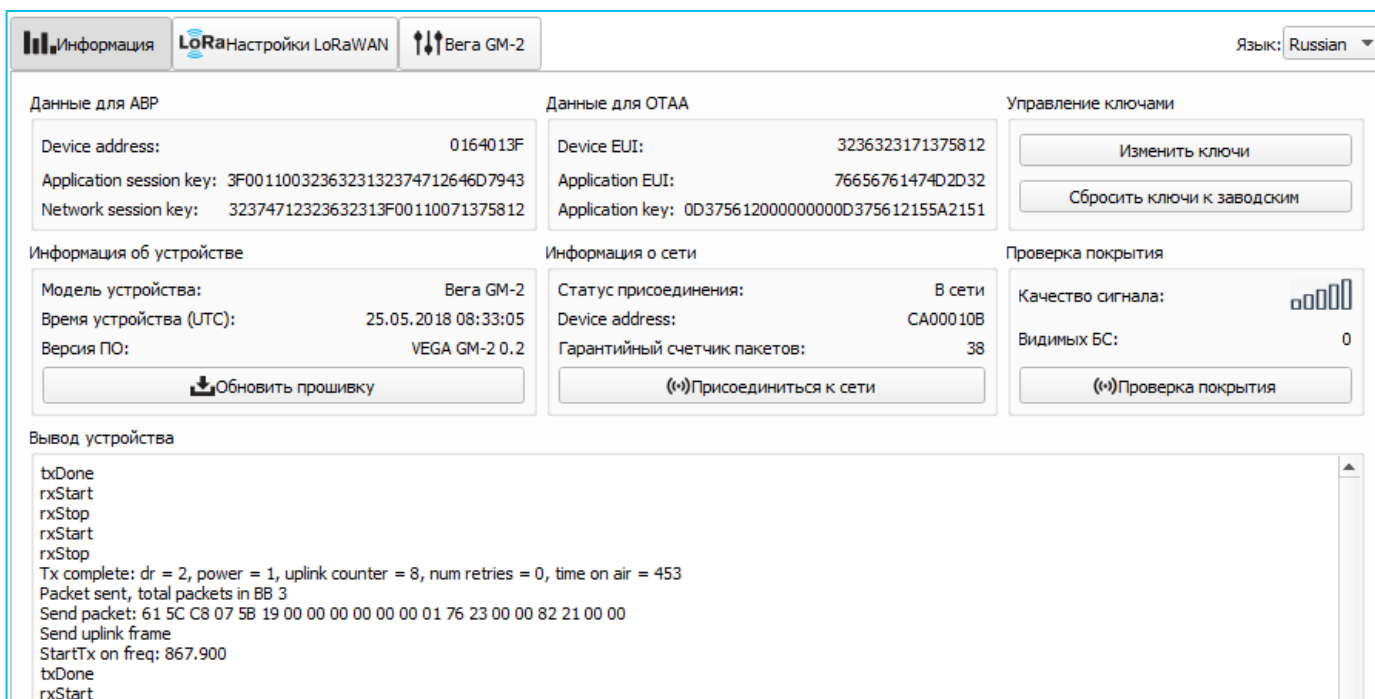 Информация LoRa Настройки LoRaWAN Вега GM-2 Язык: Russian
Данные для ABP
Device address: 0164013F
Application session key: 3F0011003236323132374712646D7943
Network session key: 32374712323632313F00110071375812
Данные для OTAA
Device EUI: 3236323171375812
Application EUI: 76656761474D2D32
Application key: 0D375612000000000D375612155A2151
Управление ключами
Изменить ключи
Сбросить ключи к заводским
Информация об устройстве
Модель устройства: Вега GM-2
Время устройства (UTC): 25.05.2018 08:33:05
Версия ПО: VEGA GM-2 0.2
Обновить прошивку
Информация о сети
Статус присоединения: В сети
Device address: CA00010B
Гарантийный счетчик пакетов: 38
Присоединиться к сети
Проверка покрытия
Качество сигнала:
Видимых БС: 0
Проверка покрытия
Вывод устройства
txDone
rxStart
rxStop
rxStart
rxStop
Tx complete: dr = 2, power = 1, uplink counter = 8, num retries = 0, time on air = 453
Packet sent, total packets in BB 3
Send packet: 61 5C C8 07 5B 19 00 00 00 00 00 00 01 76 23 00 00 82 21 00 00
Send uplink frame
StartTx on freq: 867.900
txDone
rxStart